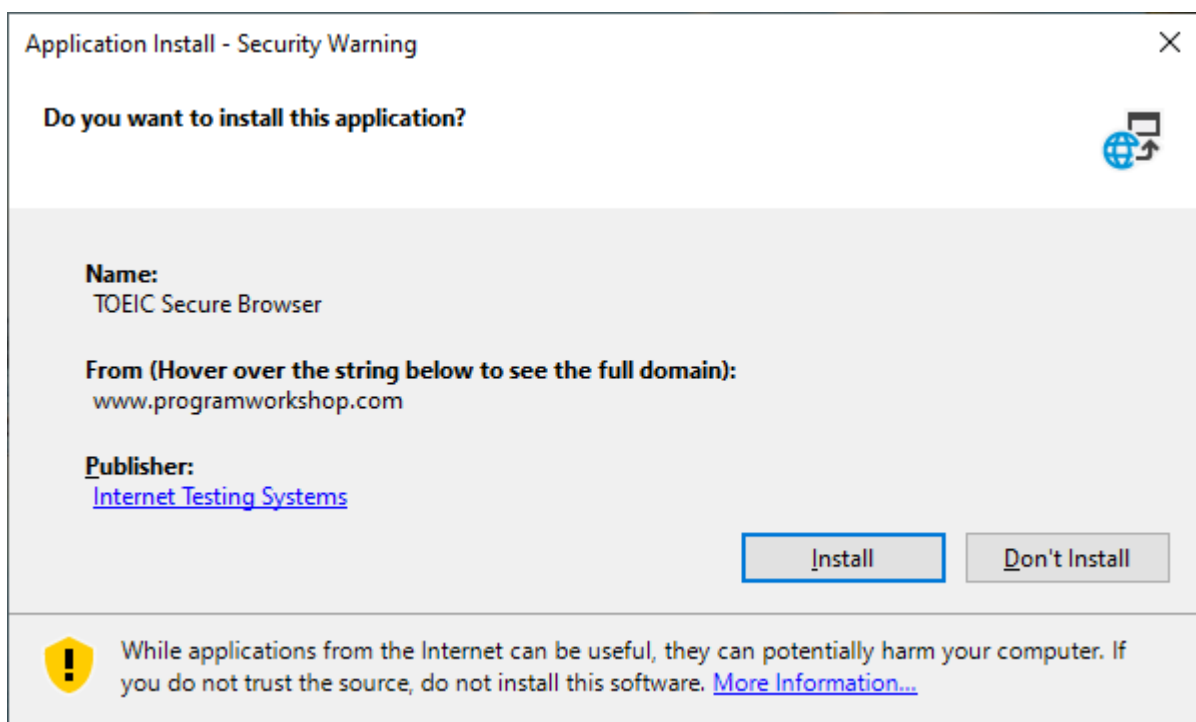 Application Install - Security Warning
Do you want to install this application?
Name:
TOEIC Secure Browser
From (Hover over the string below to see the full domain):
www.programworkshop.com
Publisher:
Internet Testing Systems
Install
Don't Install
While applications from the Internet can be useful, they can potentially harm your computer. If
you do not trust the source, do not install this software. More Information...